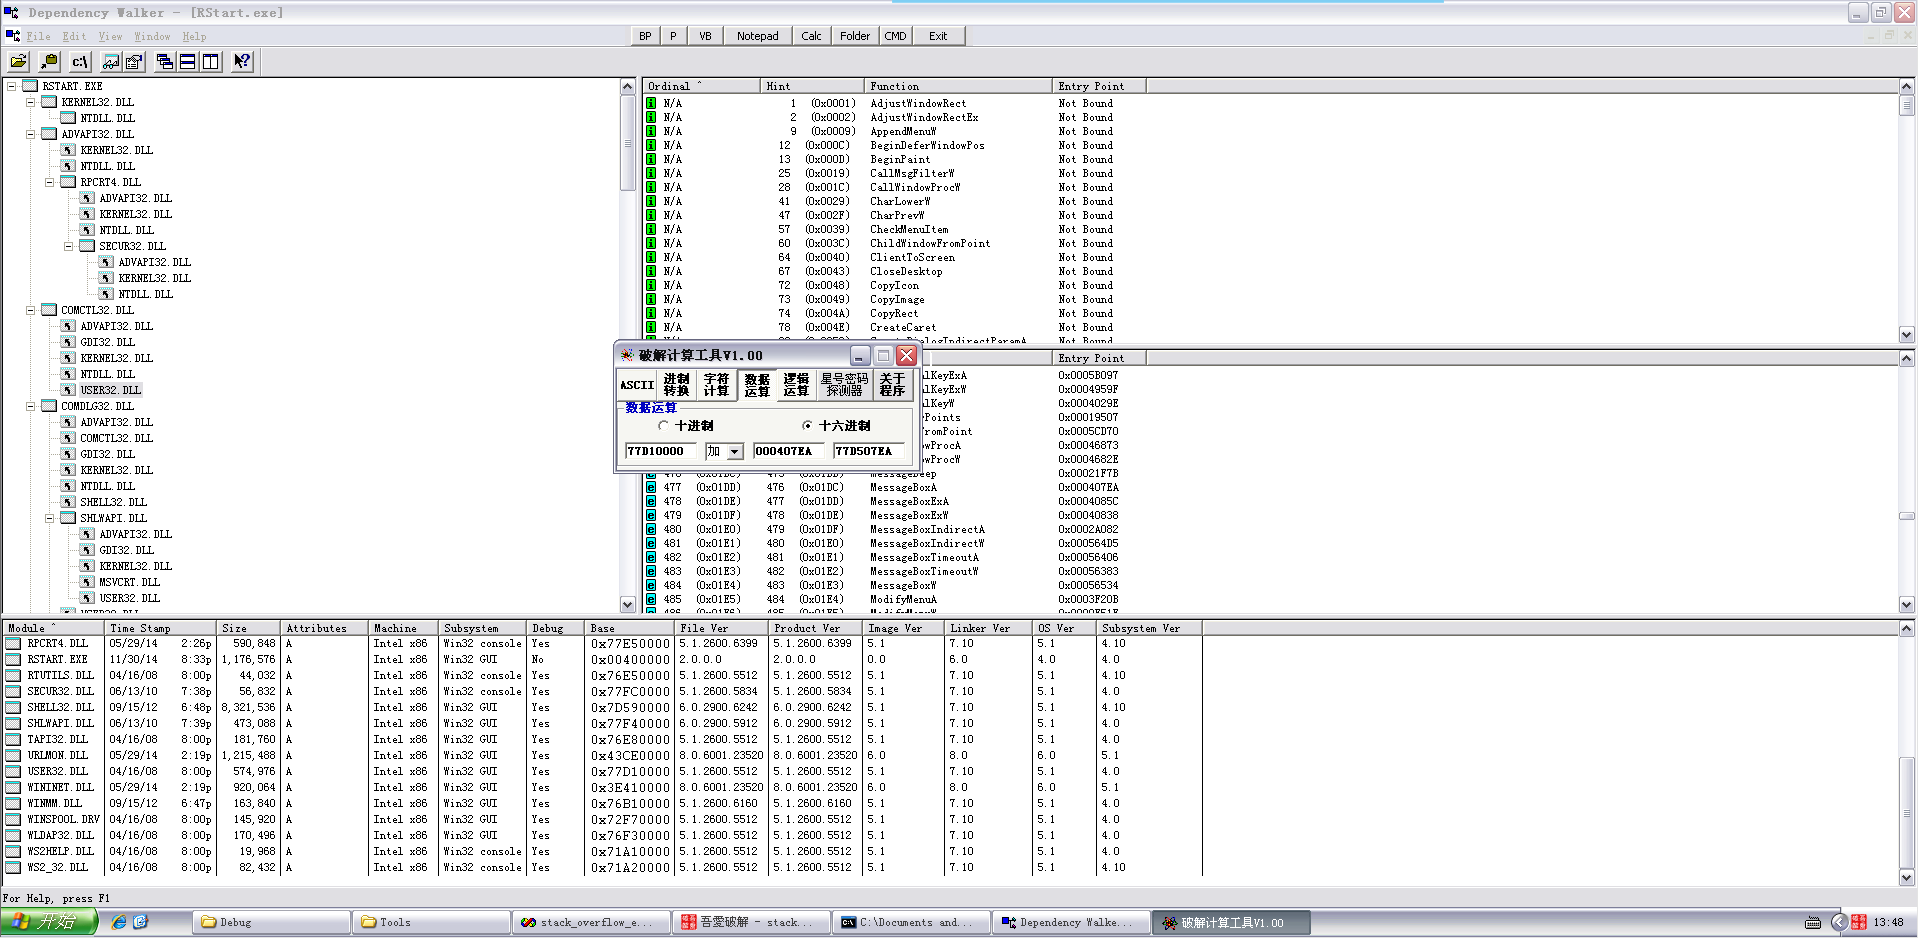 Dependency Walker - [RStart.exe]
File Edit View Window Help
BP P VB Notepad Calc Folder CMD Exit
c:\
RSTART.EXE
KERNEL32.DLL
NTDLL.DLL
ADVAPI32.DLL
KERNEL32.DLL
NTDLL.DLL
RPCRT4.DLL
ADVAPI32.DLL
KERNEL32.DLL
NTDLL.DLL
SECUR32.DLL
ADVAPI32.DLL
KERNEL32.DLL
NTDLL.DLL
COMCTL32.DLL
ADVAPI32.DLL
GDI32.DLL
KERNEL32.DLL
NTDLL.DLL
USER32.DLL
COMDLG32.DLL
ADVAPI32.DLL
COMCTL32.DLL
GDI32.DLL
KERNEL32.DLL
NTDLL.DLL
SHELL32.DLL
SHLWAPI.DLL
ADVAPI32.DLL
GDI32.DLL
KERNEL32.DLL
MSVCRT.DLL
USER32.DLL
Ordinal ^ Hint Function Entry Point
N/A 1 (0x0001) AdjustWindowRect Not Bound
N/A 2 (0x0002) AdjustWindowRectEx Not Bound
N/A 9 (0x0009) AppendMenuW Not Bound
N/A 12 (0x000C) BeginDeferWindowPos Not Bound
N/A 13 (0x000D) BeginPaint Not Bound
N/A 25 (0x0019) CallMsgFilterW Not Bound
N/A 28 (0x001C) CallWindowProcW Not Bound
N/A 41 (0x0029) CharLowerW Not Bound
N/A 47 (0x002F) CharPrevW Not Bound
N/A 57 (0x0039) CheckMenuItem Not Bound
N/A 60 (0x003C) ChildWindowFromPoint Not Bound
N/A 64 (0x0040) ClientToScreen Not Bound
N/A 67 (0x0043) CloseDesktop Not Bound
N/A 72 (0x0048) CopyIcon Not Bound
N/A 73 (0x0049) CopyImage Not Bound
N/A 74 (0x004A) CopyRect Not Bound
N/A 78 (0x004E) CreateCaret Not Bound
破解计算工具V1.00
ASCII 进制转换 字符计算 数据运算 逻辑运算 星号密码探测器 关于程序
数据运算
十进制 十六进制
77D10000 加 000407EA 77D507EA
Entry Point
alKeyExA 0x0005B097
alKeyExW 0x0004959F
alKeyW 0x0004029E
Points 0x00019507
romPoint 0x0005CD70
owProcA 0x00046873
owProcW 0x0004682E
MessageBeep 0x00021F7B
477 (0x01DD) 476 (0x01DC) MessageBoxA 0x000407EA
478 (0x01DE) 477 (0x01DD) MessageBoxExA 0x0004085C
479 (0x01DF) 478 (0x01DE) MessageBoxExW 0x00040838
480 (0x01E0) 479 (0x01DF) MessageBoxIndirectA 0x0002A082
481 (0x01E1) 480 (0x01E0) MessageBoxIndirectW 0x000564D5
482 (0x01E2) 481 (0x01E1) MessageBoxTimeoutA 0x00056406
483 (0x01E3) 482 (0x01E2) MessageBoxTimeoutW 0x00056383
484 (0x01E4) 483 (0x01E3) MessageBoxW 0x00056534
485 (0x01E5) 484 (0x01E4) ModifyMenuA 0x0003F20B
Module ^ Time Stamp Size Attributes Machine Subsystem Debug Base File Ver Product Ver Image Ver Linker Ver OS Ver Subsystem Ver
RPCRT4.DLL 05/29/14 2:26p 590,848 A Intel x86 Win32 console Yes 0x77E50000 5.1.2600.6399 5.1.2600.6399 5.1 7.10 5.1 4.10
RSTART.EXE 11/30/14 8:33p 1,176,576 A Intel x86 Win32 GUI No 0x00400000 2.0.0.0 2.0.0.0 0.0 6.0 4.0 4.0
RTUTILS.DLL 04/16/08 8:00p 44,032 A Intel x86 Win32 console Yes 0x76E50000 5.1.2600.5512 5.1.2600.5512 5.1 7.10 5.1 4.10
SECUR32.DLL 06/13/10 7:38p 56,832 A Intel x86 Win32 console Yes 0x77FC0000 5.1.2600.5834 5.1.2600.5834 5.1 7.10 5.1 4.0
SHELL32.DLL 09/15/12 6:48p 8,321,536 A Intel x86 Win32 GUI Yes 0x7D590000 6.0.2900.6242 6.0.2900.6242 5.1 7.10 5.1 4.10
SHLWAPI.DLL 06/13/10 7:39p 473,088 A Intel x86 Win32 GUI Yes 0x77F40000 6.0.2900.5912 6.0.2900.5912 5.1 7.10 5.1 4.0
TAPI32.DLL 04/16/08 8:00p 181,760 A Intel x86 Win32 GUI Yes 0x76E80000 5.1.2600.5512 5.1.2600.5512 5.1 7.10 5.1 4.0
URLMON.DLL 05/29/14 2:19p 1,215,488 A Intel x86 Win32 GUI Yes 0x43CE0000 8.0.6001.23520 8.0.6001.23520 6.0 8.0 6.0 5.1
USER32.DLL 04/16/08 8:00p 574,976 A Intel x86 Win32 GUI Yes 0x77D10000 5.1.2600.5512 5.1.2600.5512 5.1 7.10 5.1 4.0
WININET.DLL 05/29/14 2:19p 920,064 A Intel x86 Win32 GUI Yes 0x3E410000 8.0.6001.23520 8.0.6001.23520 6.0 8.0 6.0 5.1
WINMM.DLL 09/15/12 6:47p 163,840 A Intel x86 Win32 GUI Yes 0x76B10000 5.1.2600.6160 5.1.2600.6160 5.1 7.10 5.1 4.0
WINSPOOL.DRV 04/16/08 8:00p 145,920 A Intel x86 Win32 GUI Yes 0x72F70000 5.1.2600.5512 5.1.2600.5512 5.1 7.10 5.1 4.0
WLDAP32.DLL 04/16/08 8:00p 170,496 A Intel x86 Win32 GUI Yes 0x76F30000 5.1.2600.5512 5.1.2600.5512 5.1 7.10 5.1 4.0
WS2HELP.DLL 04/16/08 8:00p 19,968 A Intel x86 Win32 console Yes 0x71A10000 5.1.2600.5512 5.1.2600.5512 5.1 7.10 5.1 4.0
WS2_32.DLL 04/16/08 8:00p 82,432 A Intel x86 Win32 console Yes 0x71A20000 5.1.2600.5512 5.1.2600.5512 5.1 7.10 5.1 4.10
For Help, press F1
开始 Debug Tools stack_overflow_e... 吾愛破解 - stack... C:\Documents and... Dependency Walke... 破解计算工具V1.00 13:48